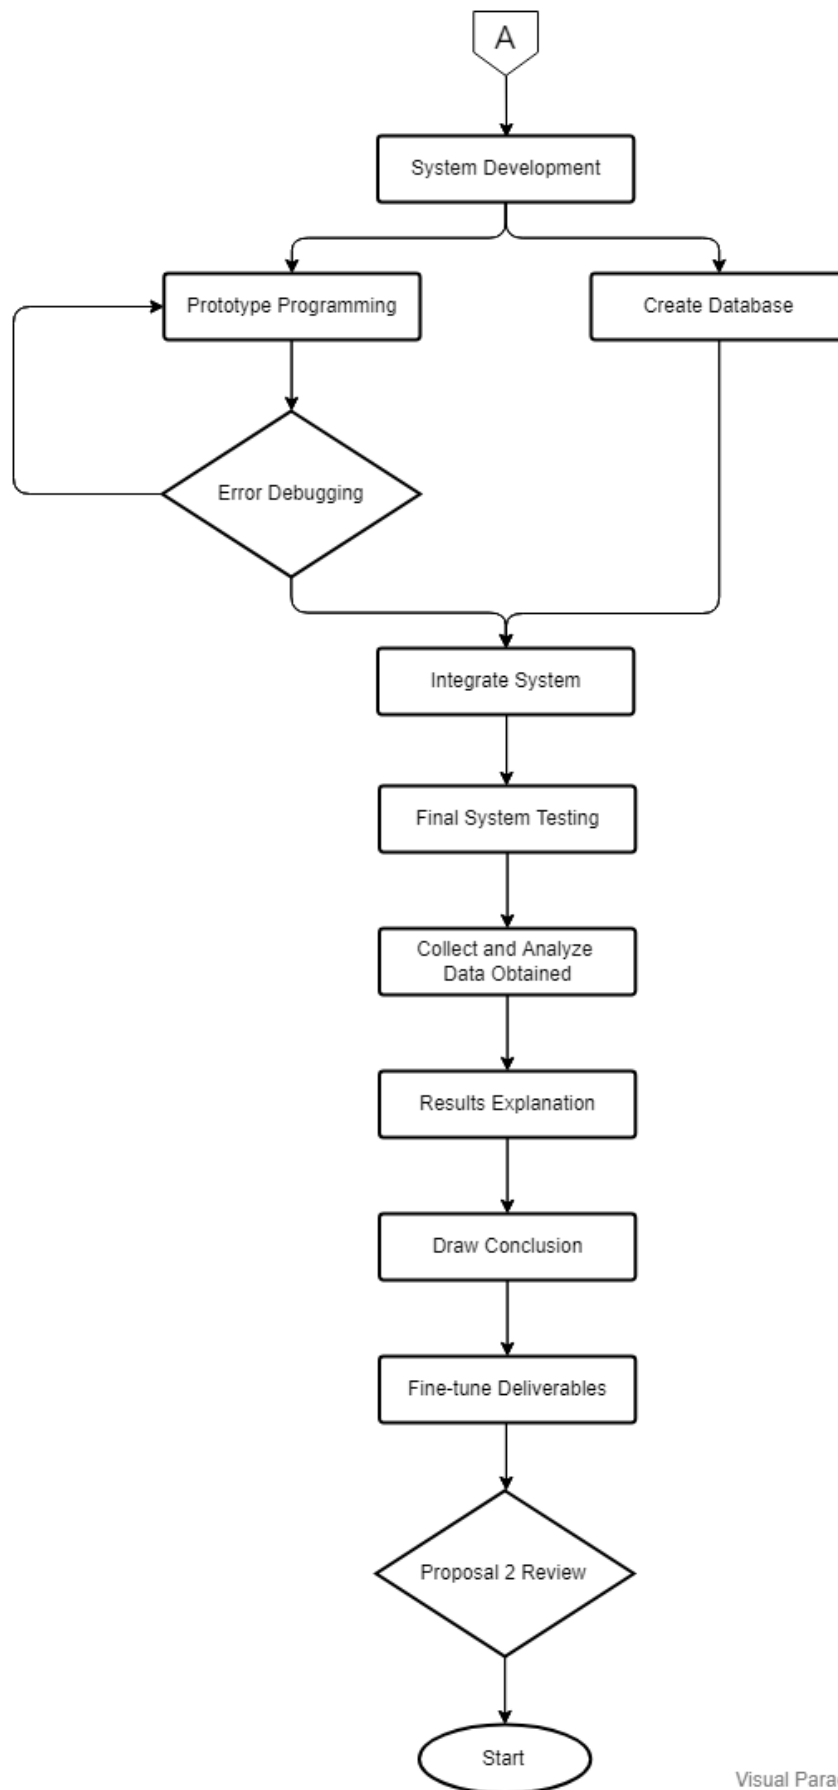 A
System Development
Prototype Programming
Create Database
Error Debugging
Integrate System
Final System Testing
Collect and Analyze
Data Obtained
Results Explanation
Draw Conclusion
Fine-tune Deliverables
Proposal 2 Review
Start
Visual Para